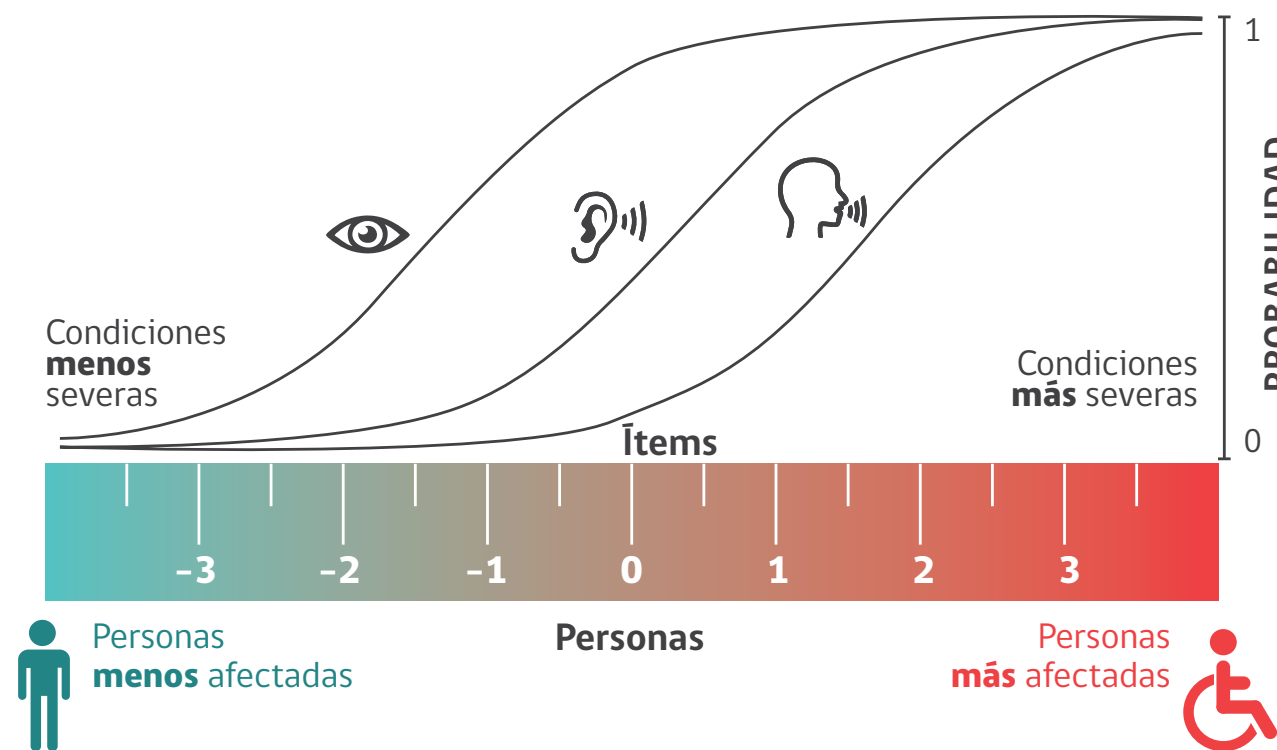 1
PROBABILIDAD
Condiciones
menos
severas
Condiciones
más severas
0
Ítems
–3 –2 –1 0 1 2 3
Personas
menos afectadas
Personas
Personas
más afectadas